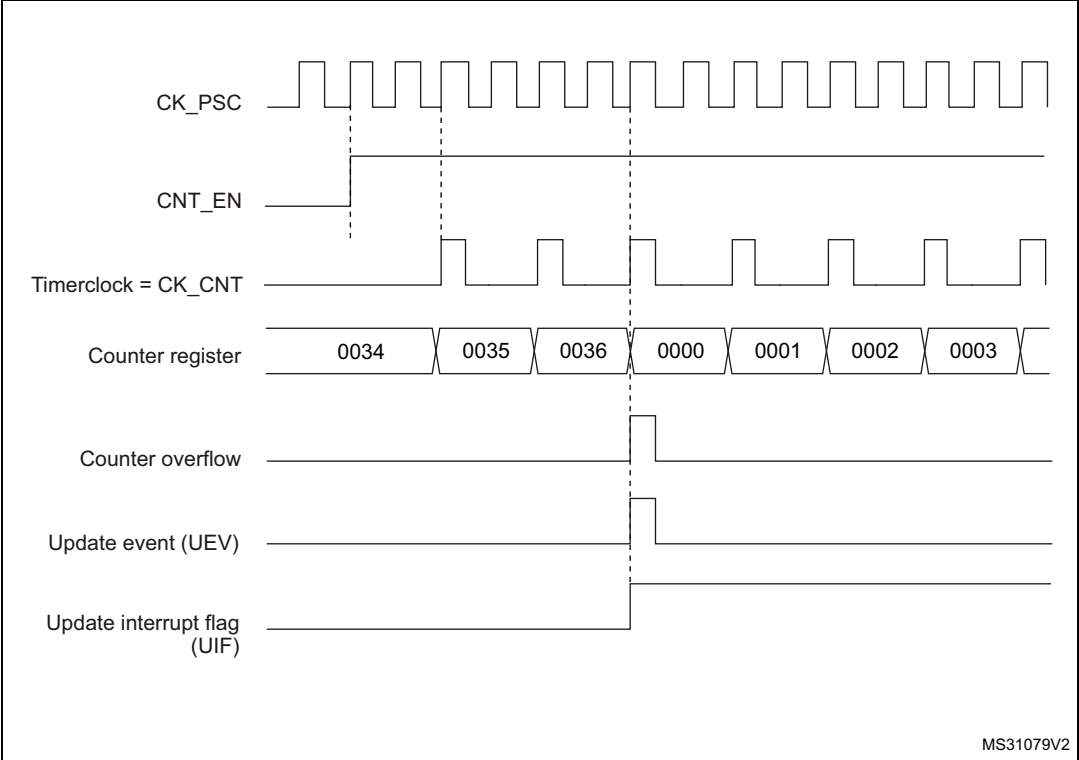 CK_PSC
CNT_EN
Timerclock = CK_CNT
Counter register
0034 0035 0036 0000 0001 0002 0003
Counter overflow
Update event (UEV)
Update interrupt flag
(UIF)
MS31079V2